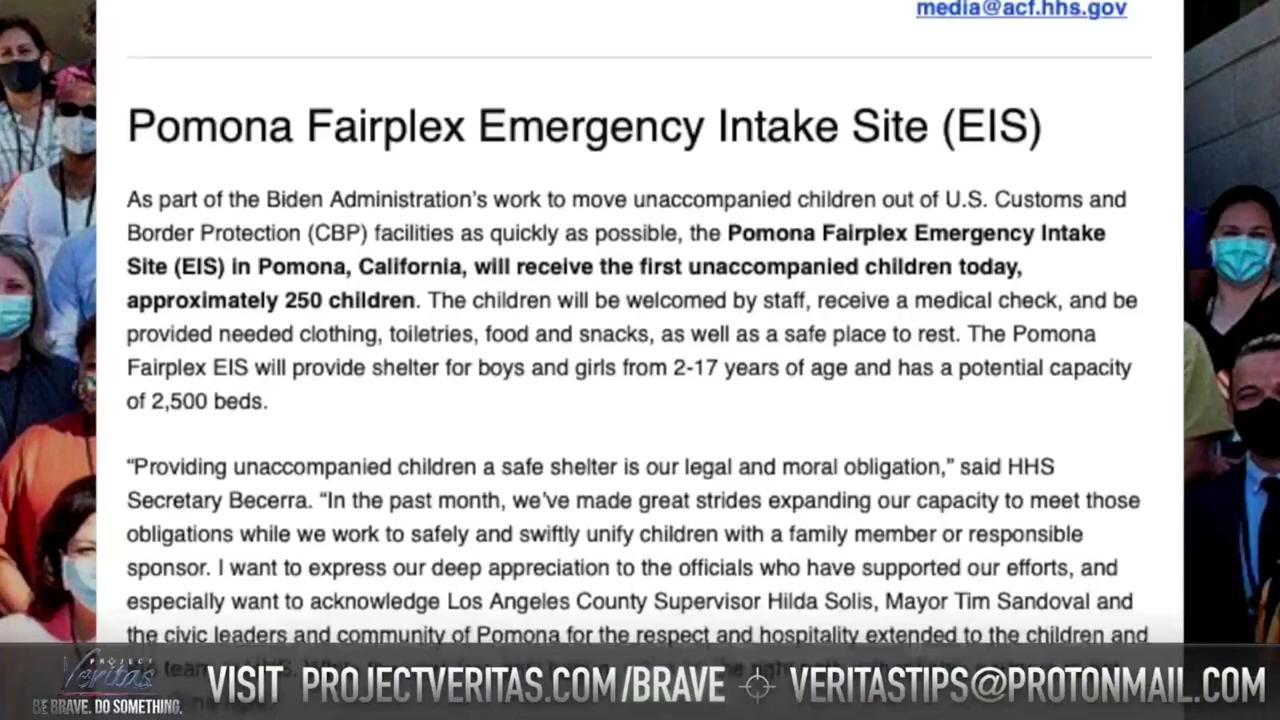 media@acf.hhs.gov
Pomona Fairplex Emergency Intake Site (EIS)
As part of the Biden Administration's work to move unaccompanied children out of U.S. Customs and
Border Protection (CBP) facilities as quickly as possible, the Pomona Fairplex Emergency Intake
Site (EIS) in Pomona, California, will receive the first unaccompanied children today,
approximately 250 children. The children will be welcomed by staff, receive a medical check, and be
provided needed clothing, toiletries, food and snacks, as well as a safe place to rest. The Pomona
Fairplex EIS will provide shelter for boys and girls from 2-17 years of age and has a potential capacity
of 2,500 beds.
“Providing unaccompanied children a safe shelter is our legal and moral obligation,” said HHS
Secretary Becerra. “In the past month, we've made great strides expanding our capacity to meet those
obligations while we work to safely and swiftly unify children with a family member or responsible
sponsor. I want to express our deep appreciation to the officials who have supported our efforts, and
especially want to acknowledge Los Angeles County Supervisor Hilda Solis, Mayor Tim Sandoval and
the civic leaders and community of Pomona for the respect and hospitality extended to the children and
PROJECT
Veritas
BE BRAVE. DO SOMETHING.
VISIT PROJECTVERITAS.COM/BRAVE VERITASTIPS@PROTONMAIL.COM